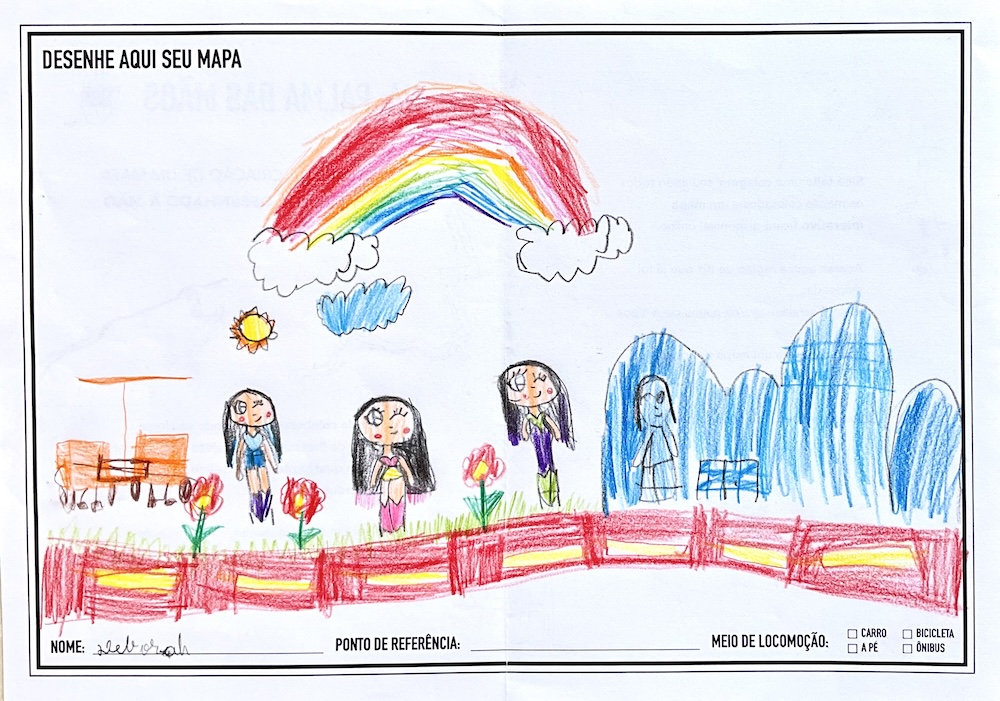 DESENHE AQUI SEU MAPA
NOME: Deborah PONTO DE REFERÊNCIA: MEIO DE LOCOMOÇÃO: CARRO BICICLETA
A PÉ ÔNIBUS